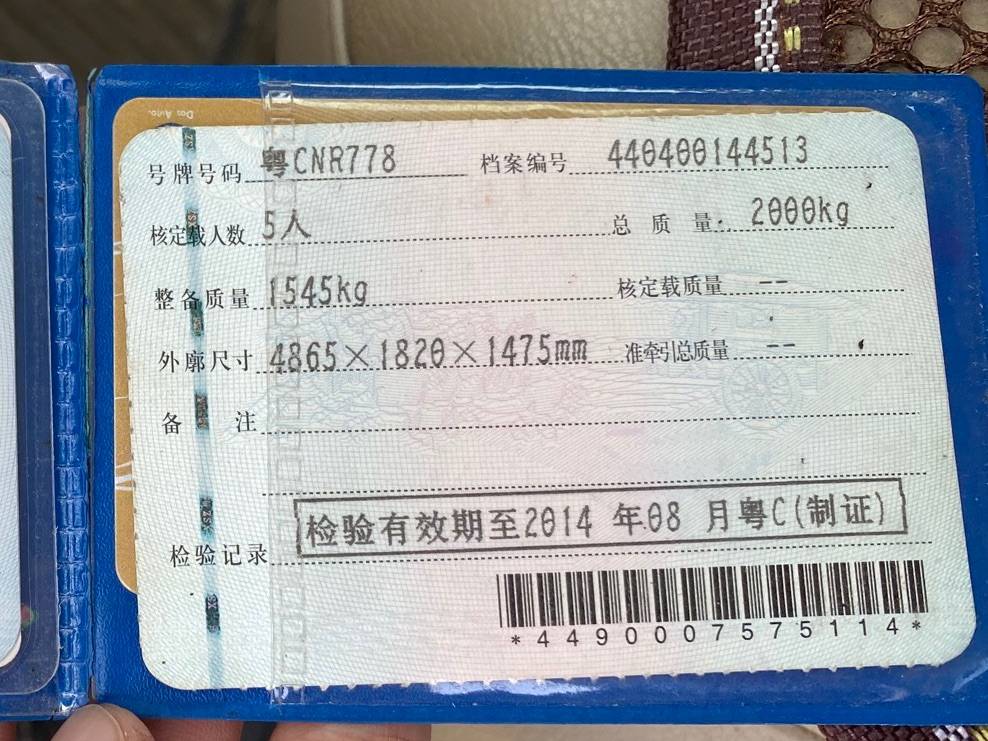 Das Auto.
号牌号码 粤CNR778 档案编号 440400144513
核定载人数 5人 总质量 2000kg
整备质量 1545kg 核定载质量 --
外廓尺寸 4865×1820×1475mm 准牵引总质量 --
备注
检验记录 检验有效期至2014年08月粤C(制证)
*4490007575114*